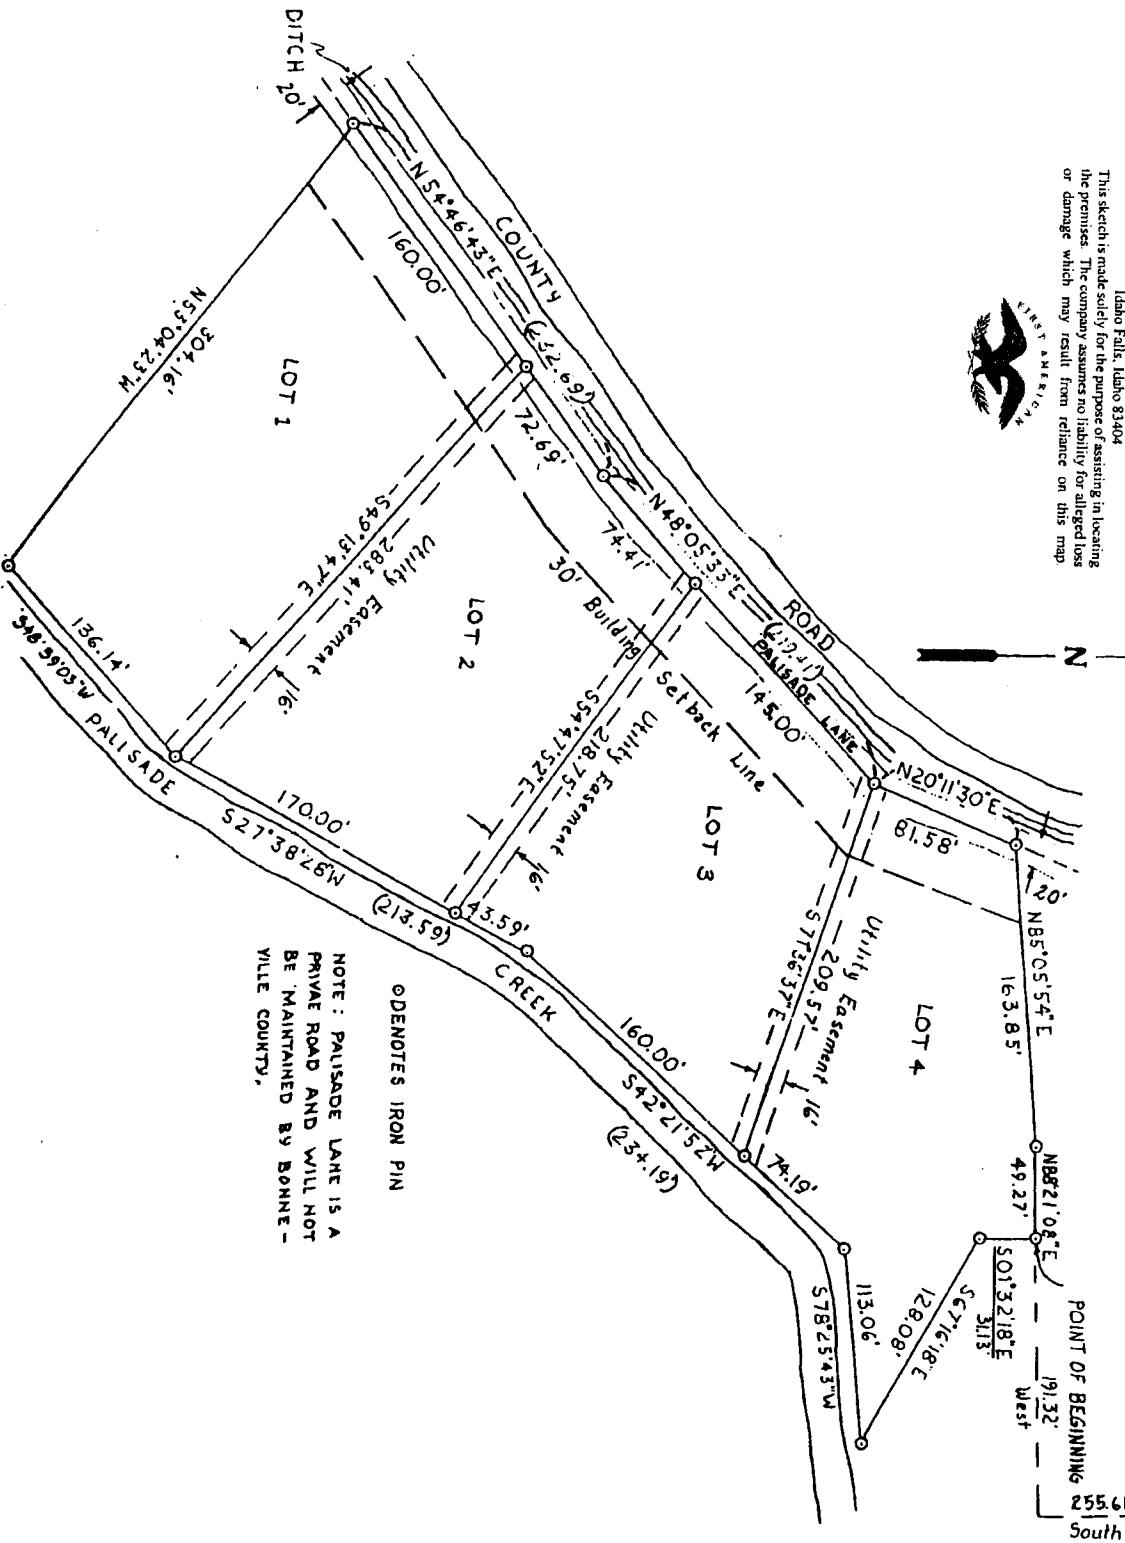 Idaho Falls, Idaho 83404
This sketch is made solely for the purpose of assisting in locating
the premises. The company assumes no liability for alleged loss
or damage which may result from reliance on this map.
FIRST AMERICAN
N
DITCH
20'
COUNTY
ROAD
N54°46'43"E
(232.69)
160.00'
72.69'
N48°05'33"E
74.41'
PALISADE LANE
145.00'
N20°11'30"E
81.58'
20'
N85°05'54"E
163.85'
N88°21'08"E
49.27'
POINT OF BEGINNING
191.32'
West
255.61
South
S01°32'18"E
31.13'
S67°16'18"E
128.08'
113.06'
S78°25'43"W
74.19'
160.00'
S42°21'52"W
(234.19)
43.59'
170.00'
S27°38'28"W
(213.59)
136.14'
S48°39'03"W
PALISADE
CREEK
N53°04'23"W
304.16'
LOT 1
S49°13'47"E
283.41'
Utility Easement
16'
LOT 2
30' Building Setback Line
S54°47'52"E
218.75'
Utility Easement
16'
LOT 3
S71°36'37"E
209.57'
Utility Easement
16'
LOT 4
⊙DENOTES IRON PIN
NOTE: PALISADE LANE IS A
PRIVAE ROAD AND WILL NOT
BE MAINTAINED BY BONNE-
VILLE COUNTY.